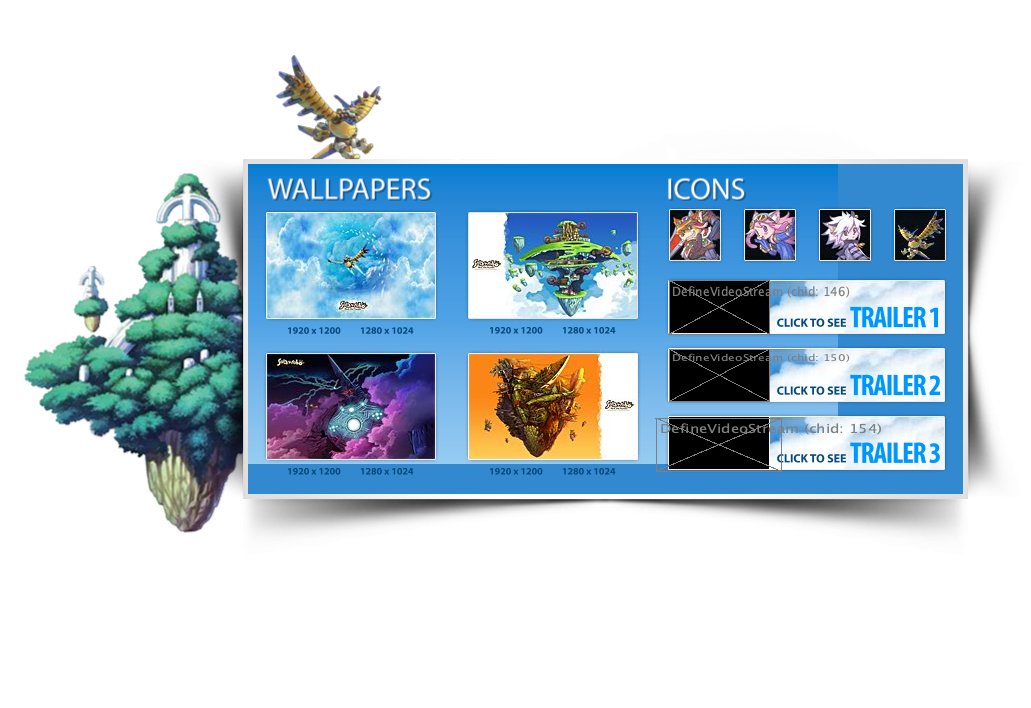 WALLPAPERS
1920 x 1200 1280 x 1024
1920 x 1200 1280 x 1024
1920 x 1200 1280 x 1024
1920 x 1200 1280 x 1024
ICONS
DefineVideoStream (chid: 146)
CLICK TO SEE TRAILER 1
DefineVideoStream (chid: 150)
CLICK TO SEE TRAILER 2
DefineVideoStream (chid: 154)
CLICK TO SEE TRAILER 3